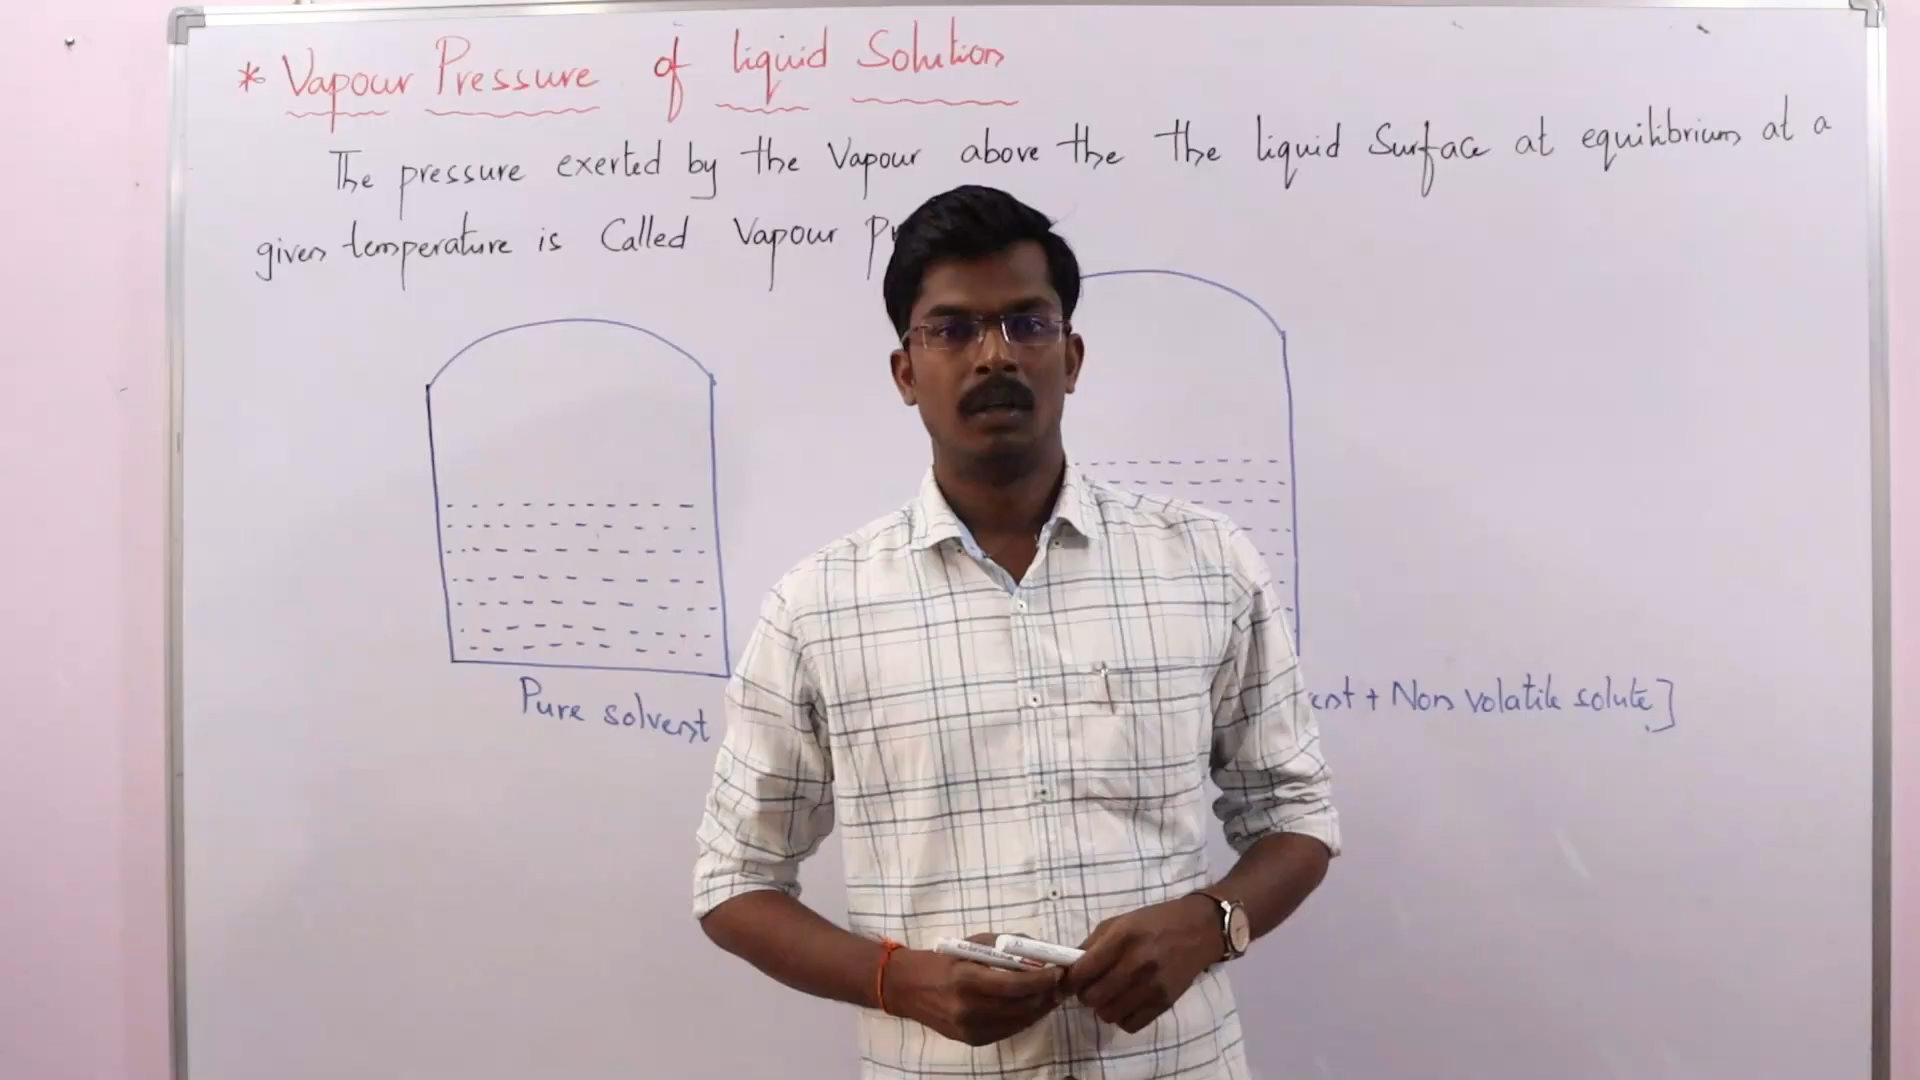 * Vapour Pressure of liquid Solution
The pressure exerted by the Vapour above the the liquid Surface at equilibrium at a
given temperature is Called Vapour
Pure solvent
+ Non volatile solute]